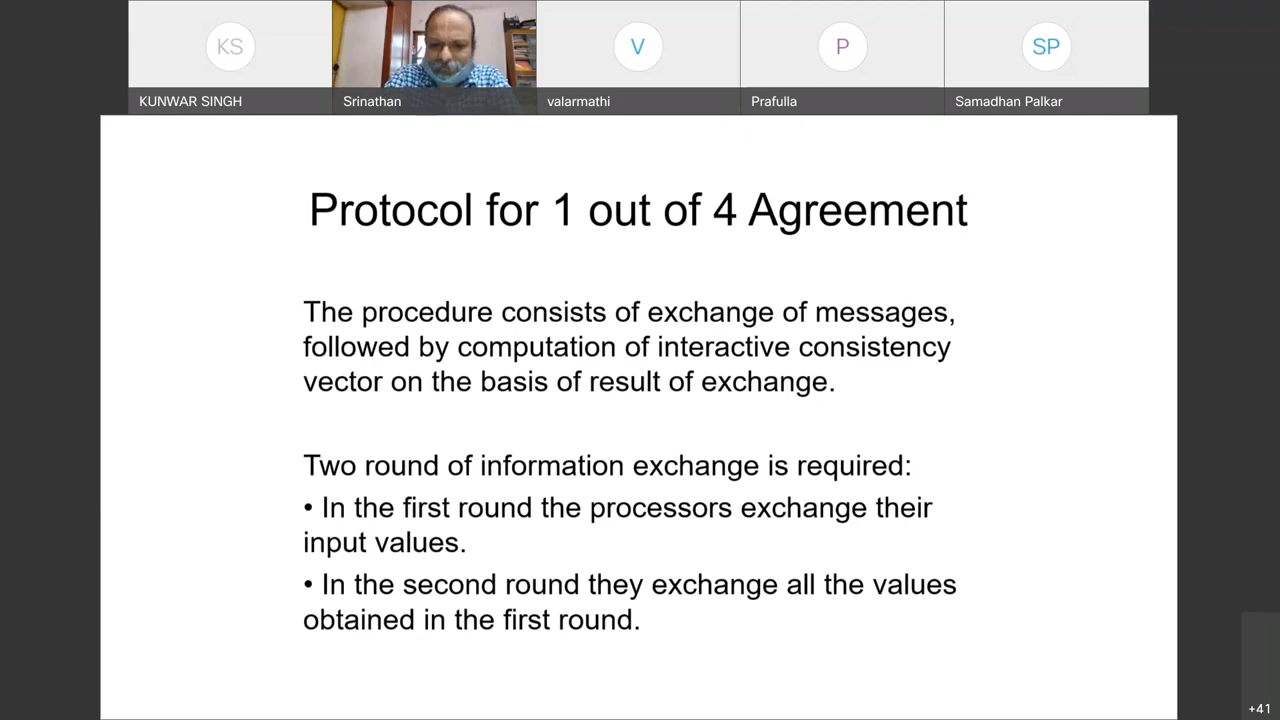 KS
V
P
SP
KUNWAR SINGH
Srinathan
valarmathi
Prafulla
Samadhan Palkar
Protocol for 1 out of 4 Agreement
The procedure consists of exchange of messages,
followed by computation of interactive consistency
vector on the basis of result of exchange.
Two round of information exchange is required:
• In the first round the processors exchange their
input values.
• In the second round they exchange all the values
obtained in the first round.
+41